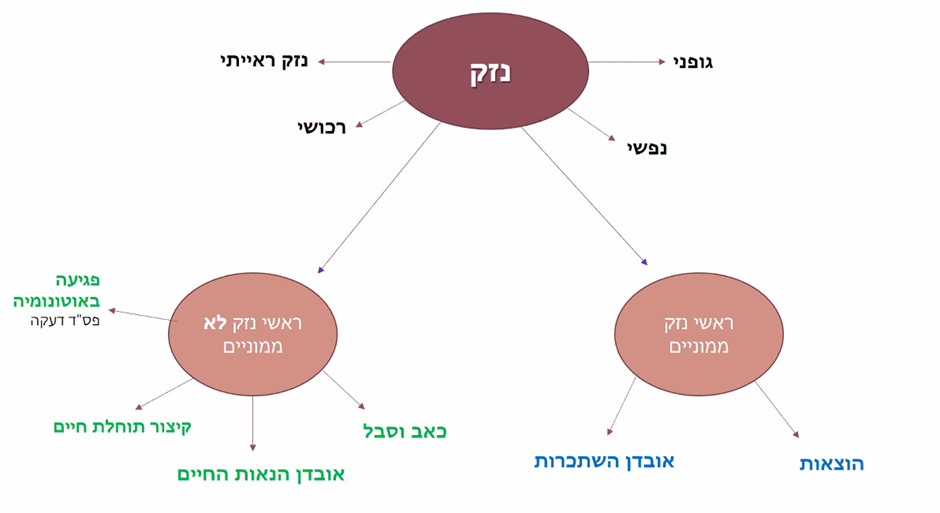 נזק
גופני
נזק ראייתי
רכושי
נפשי
ראשי נזק
ממוניים
הוצאות
אובדן השתכרות
ראשי נזק לא
ממוניים
פגיעה
באוטונומיה
פס"ד דעקה
כאב וסבל
אובדן הנאות החיים
קיצור תוחלת חיים